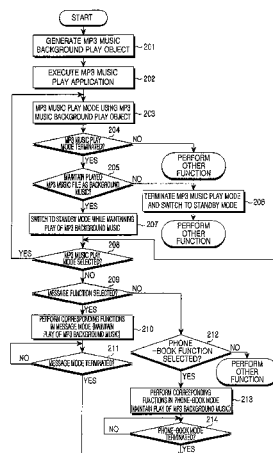 START
GENERATE MP3 MUSIC
BACKGROUND PLAY OBJECT
201
EXECUTE MP3 MUSIC
PLAY APPLICATION
202
MP3 MUSIC PLAY MODE USING MP3
MUSIC BACKGROUND PLAY OBJECT
203
204
MP3 MUSIC PLAY
MODE TERMINATED?
NO
YES
PERFORM
OTHER
FUNCTION
205
MAINTAIN PLAYED
MP3 MUSIC FILE AS BACKGROUND
MUSIC?
NO
YES
TERMINATE MP3 MUSIC PLAY MODE
AND SWITCH TO STANDBY MODE
206
PERFORM
OTHER
FUNCTION
SWITCH TO STANDBY MODE WHILE MAINTAINING
PLAY OF MP3 BACKGROUND MUSIC
207
208
YES
MP3 MUSIC PLAY
MODE SELECTED?
NO
209
MESSAGE FUNCTION SELECTED?
NO
YES
PERFORM CORRESPONDING FUNCTIONS
IN MESSAGE MODE (MAINTAIN
PLAY OF MP3 BACKGROUND MUSIC)
210
211
NO
MESSAGE MODE TERMINATED?
YES
212
PHONE
-BOOK FUNCTION
SELECTED?
NO
YES
PERFORM
OTHER
FUNCTION
PERFORM CORRESPONDING
FUNCTIONS IN PHONE-BOOK MODE
(MAINTAIN PLAY OF MP3 BACKGROUND MUSIC)
213
214
NO
PHONE-BOOK MODE
TERMINATED?
YES